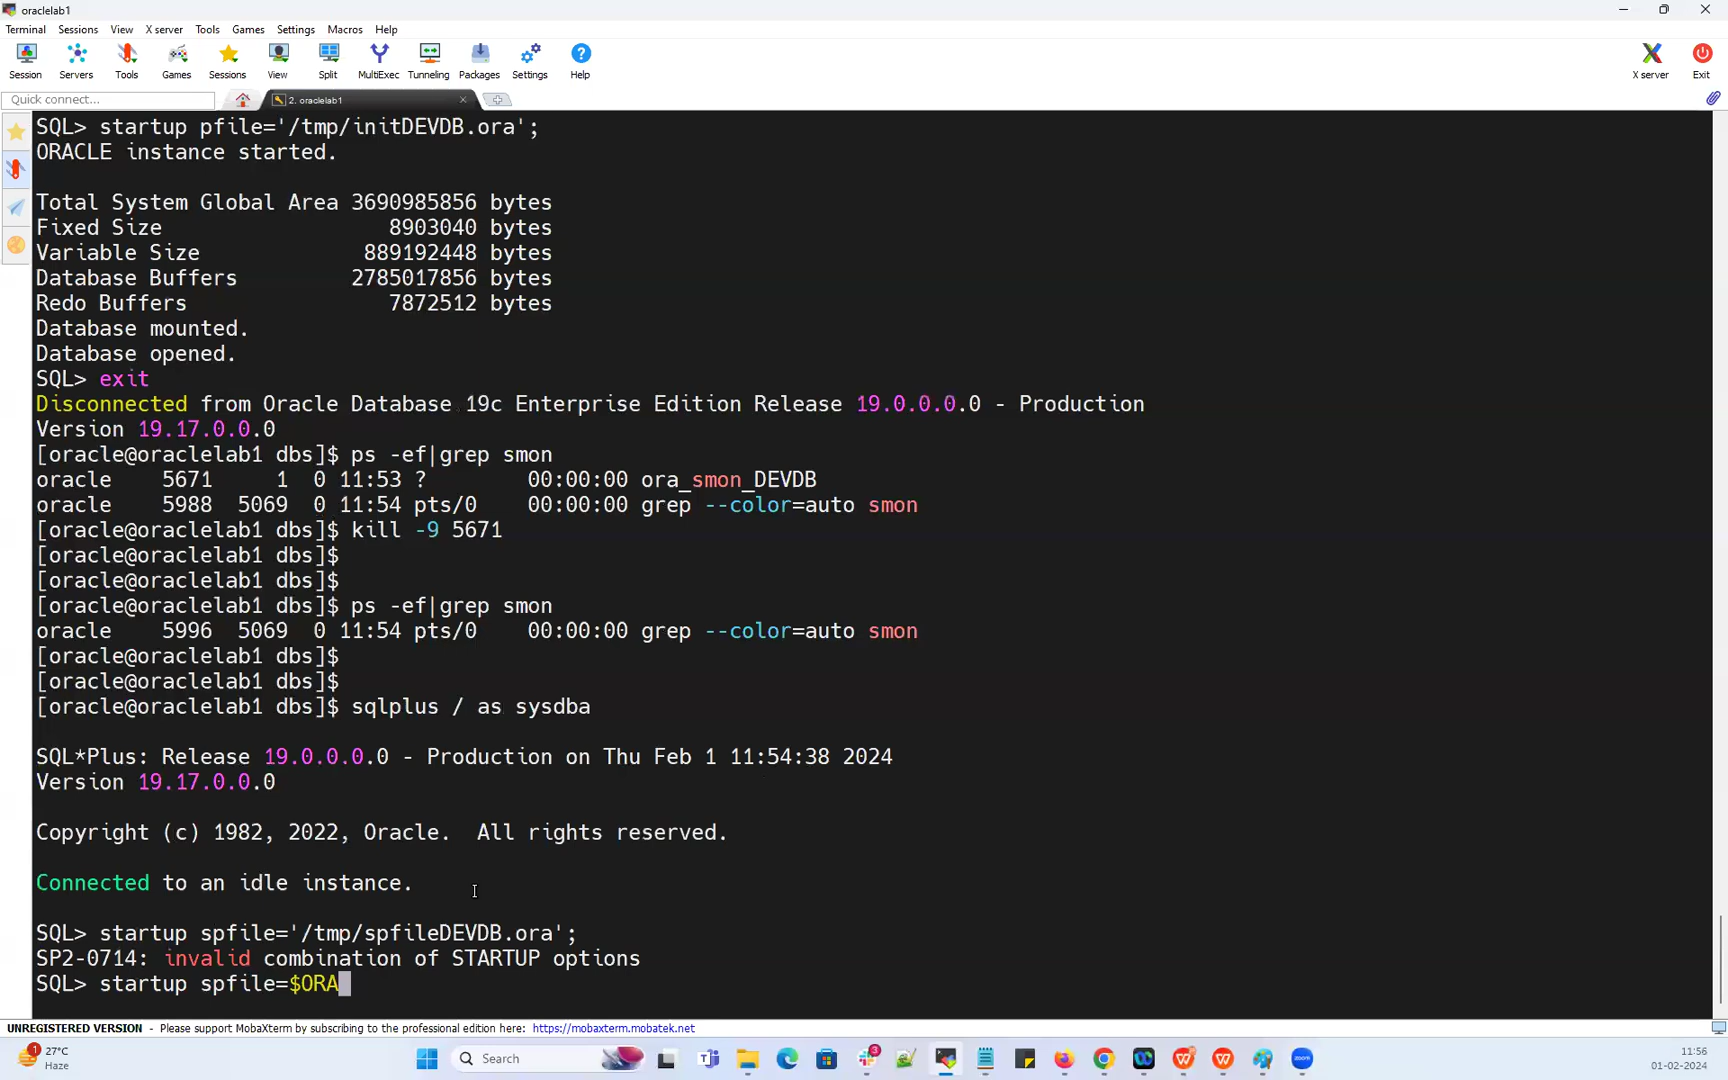 oraclelab1
Terminal Sessions View X server Tools Games Settings Macros Help
Session Servers Tools Games Sessions View Split MultiExec Tunneling Packages Settings Help X server Exit
Quick connect... 2. oraclelab1
SQL> startup pfile='/tmp/initDEVDB.ora';
ORACLE instance started.
Total System Global Area 3690985856 bytes
Fixed Size 8903040 bytes
Variable Size 889192448 bytes
Database Buffers 2785017856 bytes
Redo Buffers 7872512 bytes
Database mounted.
Database opened.
SQL> exit
Disconnected from Oracle Database 19c Enterprise Edition Release 19.0.0.0.0 - Production
Version 19.17.0.0.0
[oracle@oraclelab1 dbs]$ ps -ef|grep smon
oracle 5671 1 0 11:53 ? 00:00:00 ora_smon_DEVDB
oracle 5988 5069 0 11:54 pts/0 00:00:00 grep --color=auto smon
[oracle@oraclelab1 dbs]$ kill -9 5671
[oracle@oraclelab1 dbs]$
[oracle@oraclelab1 dbs]$
[oracle@oraclelab1 dbs]$ ps -ef|grep smon
oracle 5996 5069 0 11:54 pts/0 00:00:00 grep --color=auto smon
[oracle@oraclelab1 dbs]$
[oracle@oraclelab1 dbs]$
[oracle@oraclelab1 dbs]$ sqlplus / as sysdba
SQL*Plus: Release 19.0.0.0.0 - Production on Thu Feb 1 11:54:38 2024
Version 19.17.0.0.0
Copyright (c) 1982, 2022, Oracle. All rights reserved.
Connected to an idle instance.
SQL> startup spfile='/tmp/spfileDEVDB.ora';
SP2-0714: invalid combination of STARTUP options
SQL> startup spfile=$ORA
UNREGISTERED VERSION - Please support MobaXterm by subscribing to the professional edition here: https://mobaxterm.mobatek.net
1 27°C
Haze
Search
3
zoom
11:56
01-02-2024